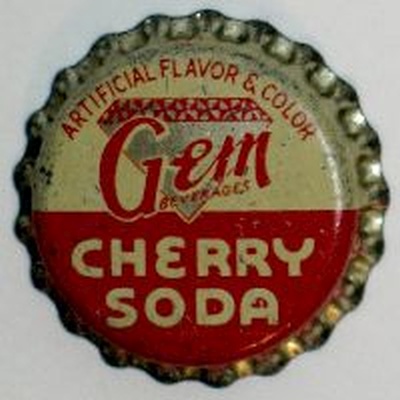 ARTIFICIAL FLAVOR & COLOR
Gem
BEVERAGES
CHERRY
SODA